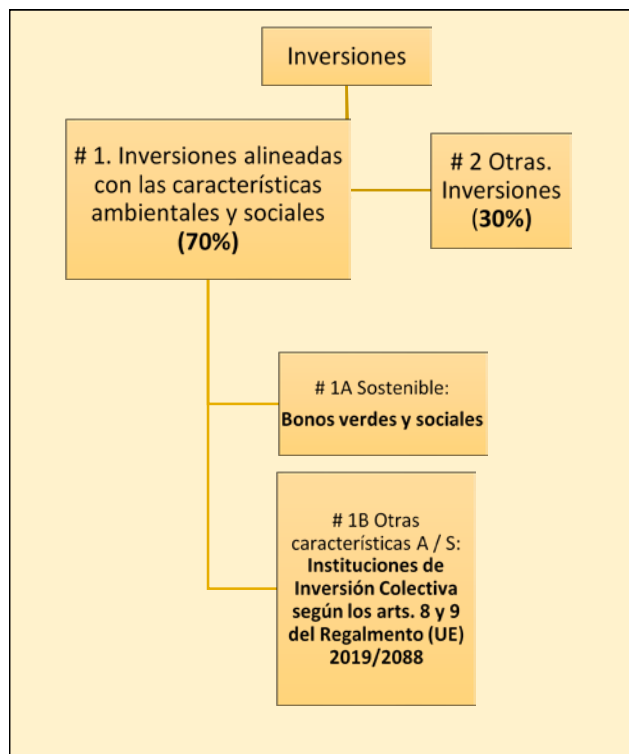 Inversiones
# 1. Inversiones alineadas
con las características
ambientales y sociales
(70%)
# 2 Otras.
Inversiones
(30%)
# 1A Sostenible:
Bonos verdes y sociales
# 1B Otras
características A / S:
Instituciones de
Inversión Colectiva
según los arts. 8 y 9
del Regalmento (UE)
2019/2088